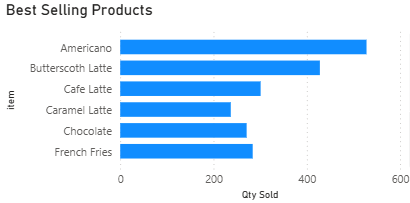 Best Selling Products
item
Americano
Butterscoth Latte
Cafe Latte
Caramel Latte
Chocolate
French Fries
0 200 400 600
Qty Sold